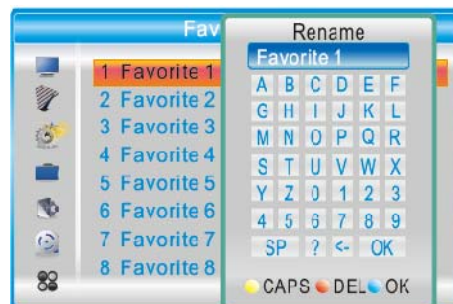 Fav
1 Favorite 1
2 Favorite 2
3 Favorite 3
4 Favorite 4
5 Favorite 5
6 Favorite 6
7 Favorite 7
8 Favorite 8
Rename
Favorite 1
A B C D E F
G H I J K L
M N O P Q R
S T U V W X
Y Z 0 1 2 3
4 5 6 7 8 9
SP ? <- OK
CAPS DEL OK